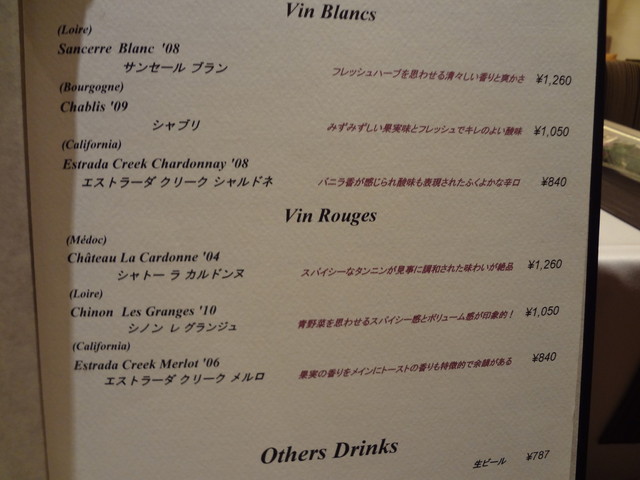 Vin Blancs
(Loire)
Sancerre Blanc '08
サンセール ブラン フレッシュハーブを思わせる清々しい香りと爽かさ ¥1,260
(Bourgogne)
Chablis '09
シャブリ みずみずしい果実味とフレッシュでキレのよい酸味 ¥1,050
(California)
Estrada Creek Chardonnay '08
エストラーダ クリーク シャルドネ バニラ香が感じられ酸味も表現されたふくよかな辛口 ¥840
Vin Rouges
(Médoc)
Château La Cardonne '04
シャトー ラ カルドンヌ スパイシーなタンニンが見事に調和された味わいが絶品 ¥1,260
(Loire)
Chinon Les Granges '10
シノン レ グランジュ 青野菜を思わせるスパイシー感とボリューム感が印象的! ¥1,050
(California)
Estrada Creek Merlot '06
エストラーダ クリーク メルロ 果実の香りをメインにトーストの香りも特徴的で余韻がある ¥840
Others Drinks
生ビール ¥787